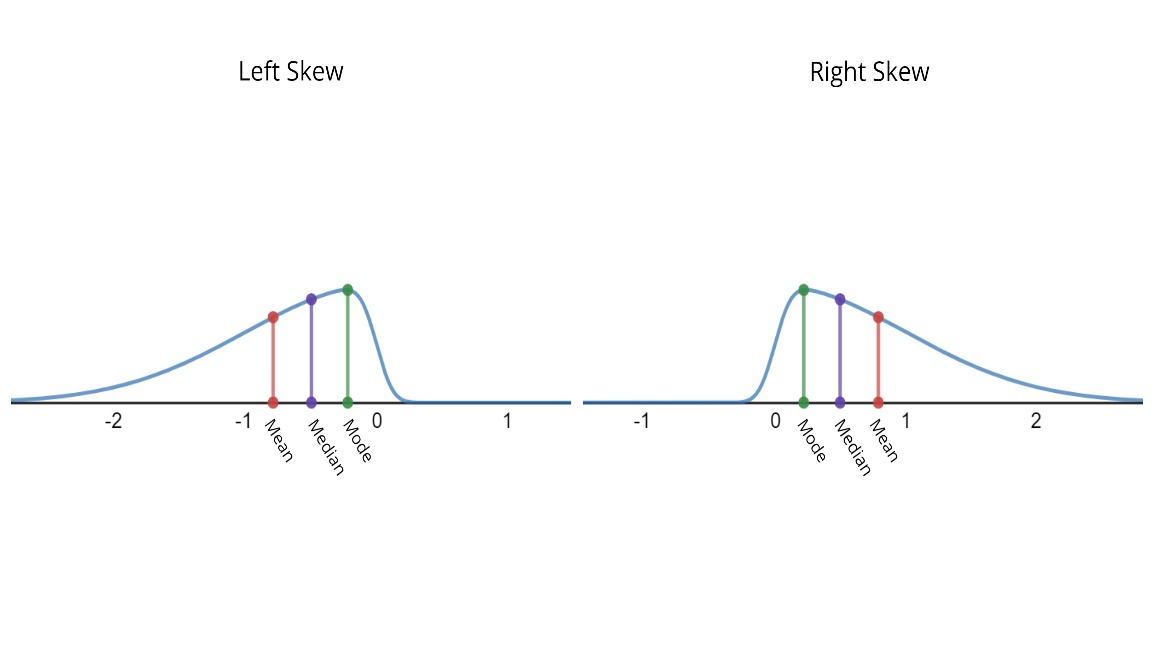 Left Skew
Right Skew
-2 -1 0 1
Mean Median Mode
-1 0 1 2
Mode Median Mean